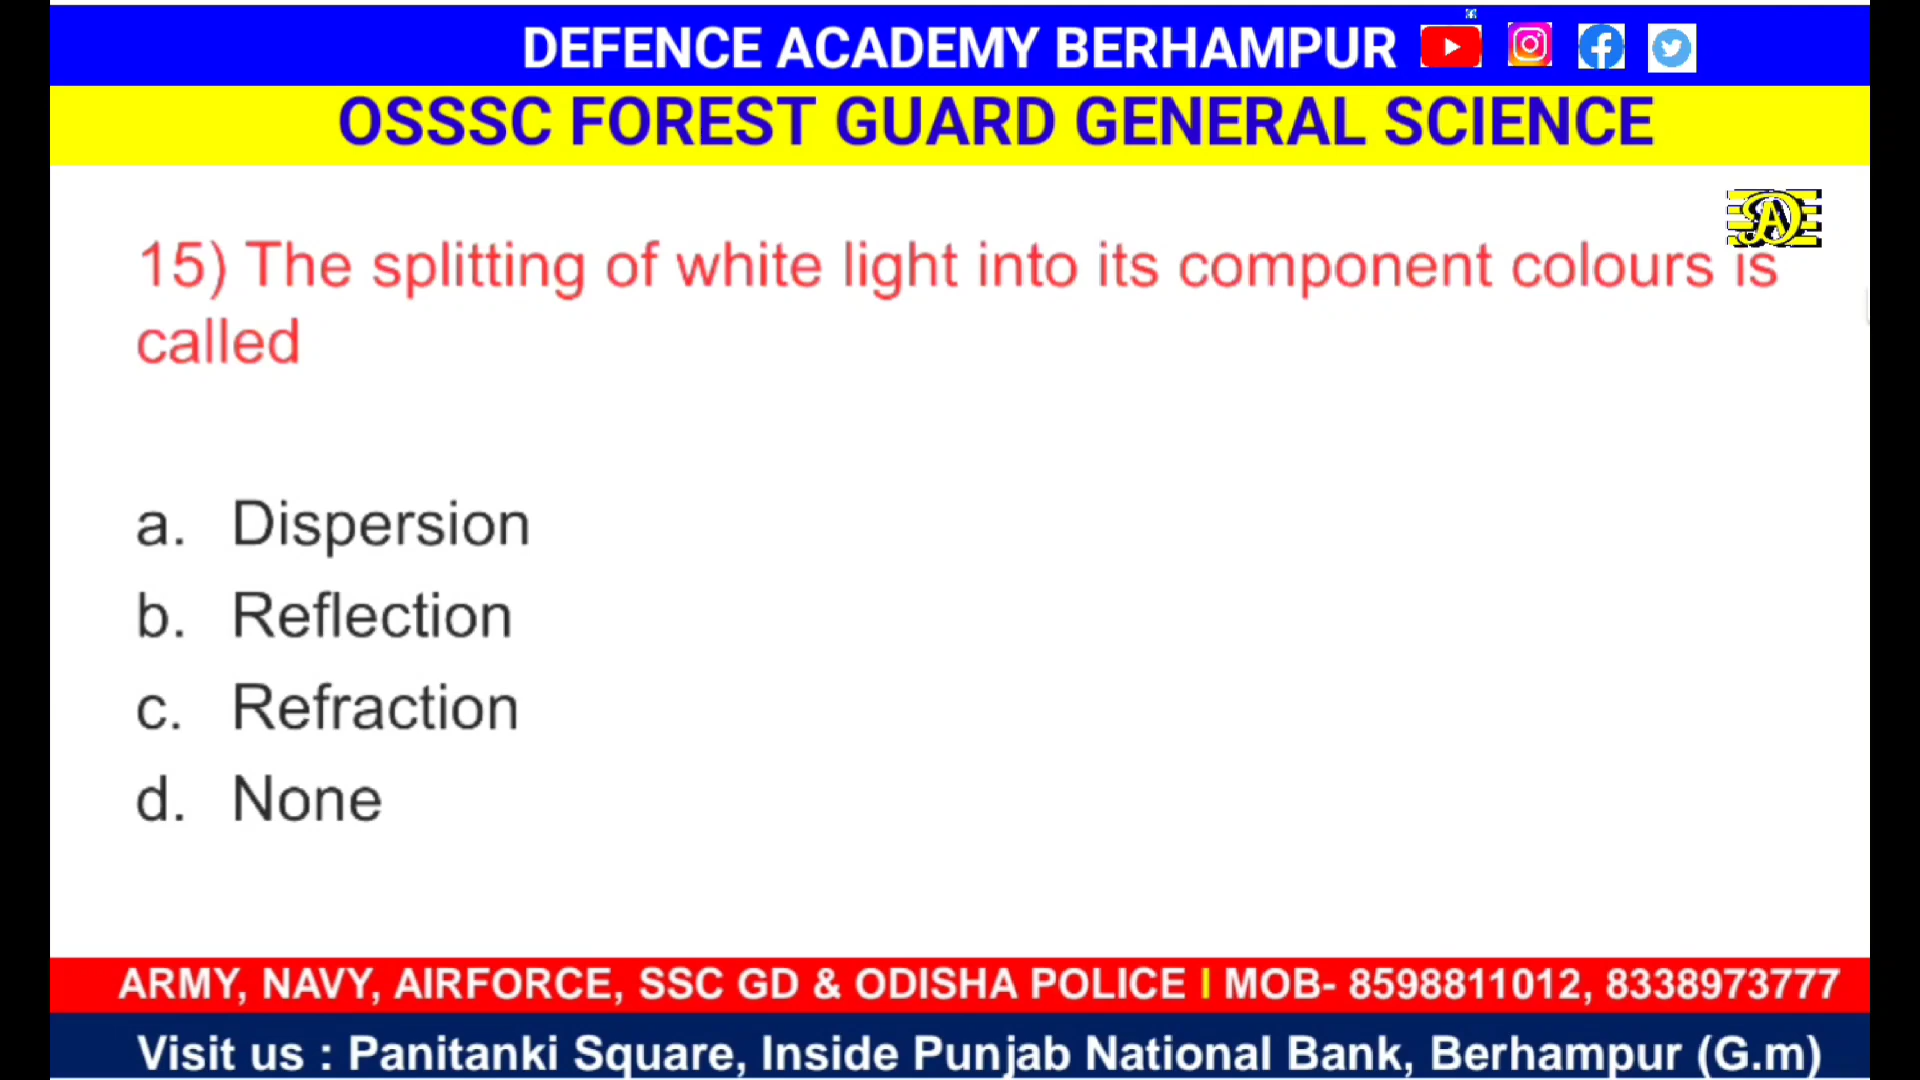 DEFENCE ACADEMY BERHAMPUR
OSSSC FOREST GUARD GENERAL SCIENCE
15) The splitting of white light into its component colours is
called
a. Dispersion
b. Reflection
c. Refraction
d. None
ARMY, NAVY, AIRFORCE, SSC GD & ODISHA POLICE I MOB- 8598811012, 8338973777
Visit us : Panitanki Square, Inside Punjab National Bank, Berhampur (G.m)